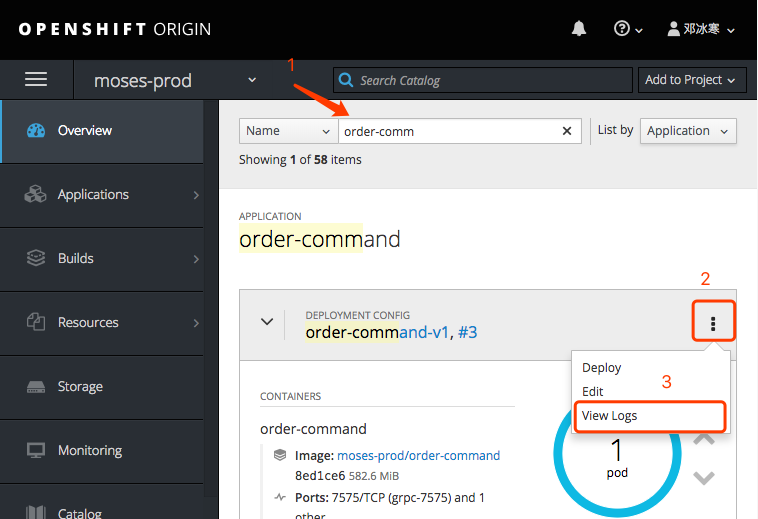 OPENSHIFT ORIGIN
邓冰寒
moses-prod
1
Search Catalog
Add to Project
Overview
Name
order-comm
List by
Application
Showing 1 of 58 items
Applications
APPLICATION
order-command
Builds
2
DEPLOYMENT CONFIG
order-command-v1, #3
Resources
Deploy
Edit
3
View Logs
Storage
CONTAINERS
order-command
1
pod
Monitoring
Image: moses-prod/order-command
8ed1ce6 582.6 MiB
Ports: 7575/TCP (grpc-7575) and 1
other
Catalog